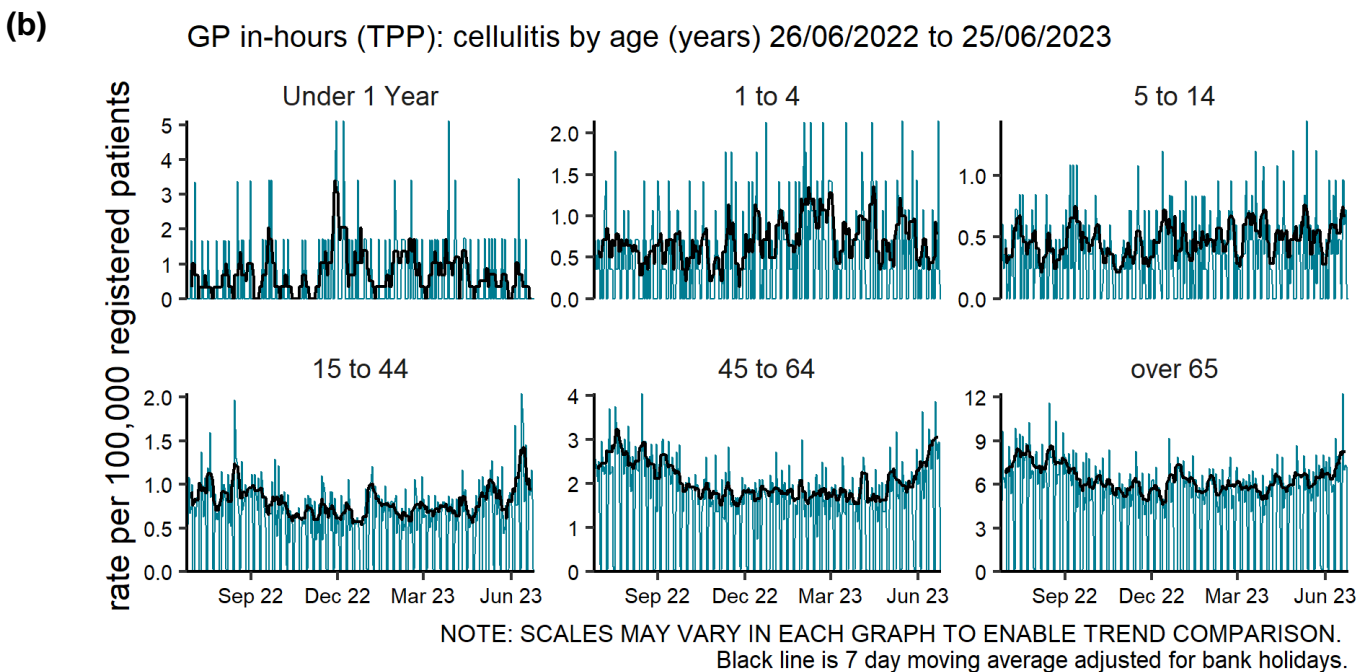 (b)
GP in-hours (TPP): cellulitis by age (years) 26/06/2022 to 25/06/2023
rate per 100,000 registered patients
Under 1 Year
5
4
3
2
1
0
1 to 4
2.0
1.5
1.0
0.5
0.0
5 to 14
1.0
0.5
0.0
15 to 44
2.0
1.5
1.0
0.5
0.0
Sep 22 Dec 22 Mar 23 Jun 23
45 to 64
4
3
2
1
0
Sep 22 Dec 22 Mar 23 Jun 23
over 65
12
9
6
3
0
Sep 22 Dec 22 Mar 23 Jun 23
NOTE: SCALES MAY VARY IN EACH GRAPH TO ENABLE TREND COMPARISON.
Black line is 7 day moving average adjusted for bank holidays.